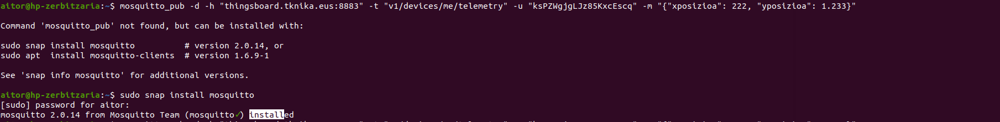 aitor@hp-zerbitzaria:~$ mosquitto_pub -d -h "thingsboard.tknika.eus:8883" -t "v1/devices/me/telemetry" -u "ksPZWgjgLJz85KxcEscq" -m "{"xposizioa": 222, "yposizioa": 1.233}"
Command 'mosquitto_pub' not found, but can be installed with:
sudo snap install mosquitto          # version 2.0.14, or
sudo apt  install mosquitto-clients  # version 1.6.9-1
See 'snap info mosquitto' for additional versions.
aitor@hp-zerbitzaria:~$ sudo snap install mosquitto
[sudo] password for aitor:
mosquitto 2.0.14 from Mosquitto Team (mosquitto✓) installed